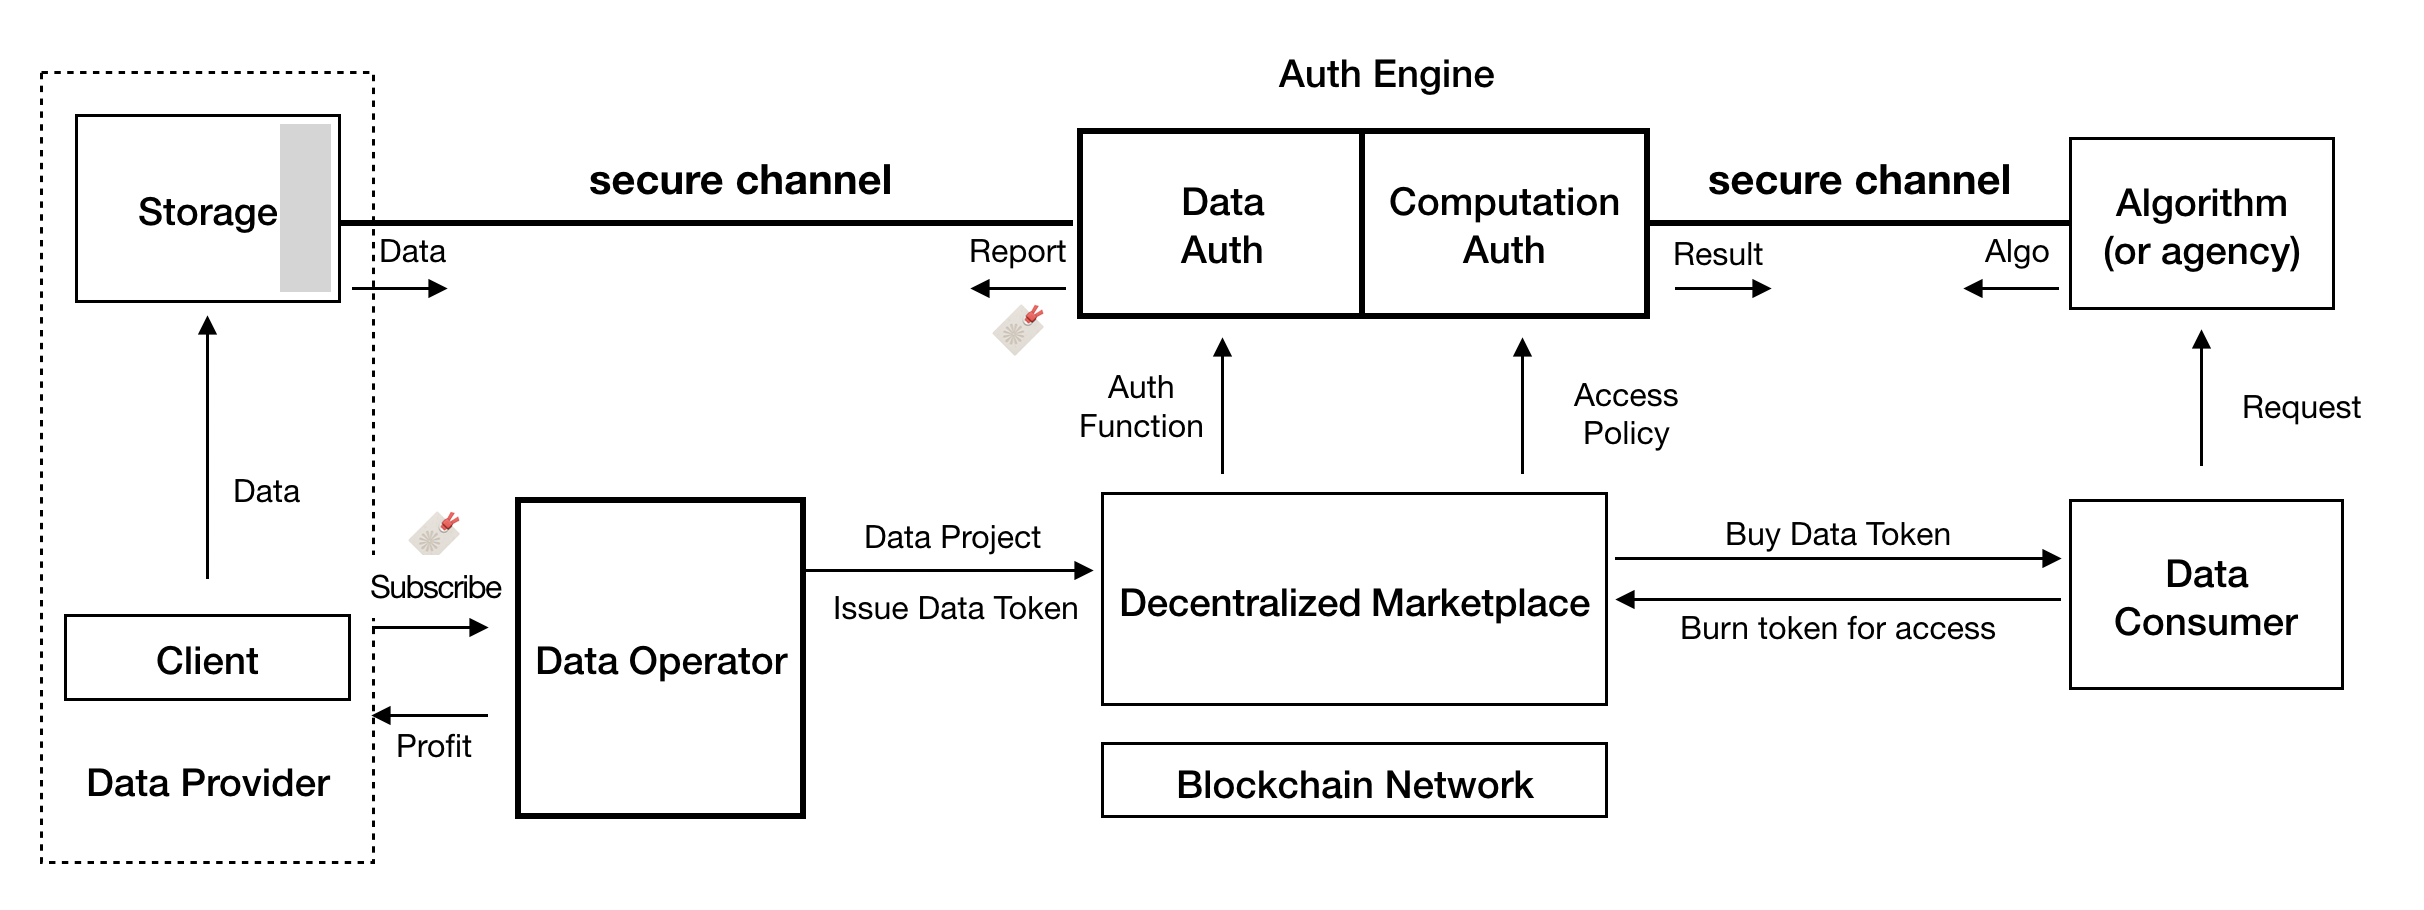 Auth Engine
Storage
secure channel
Data
Report
Data
Auth
Computation
Auth
secure channel
Result
Algo
Algorithm
(or agency)
Auth
Function
Access
Policy
Request
Data
Subscribe
Client
Profit
Data Provider
Data Operator
Data Project
Issue Data Token
Decentralized Marketplace
Blockchain Network
Buy Data Token
Burn token for access
Data
Consumer